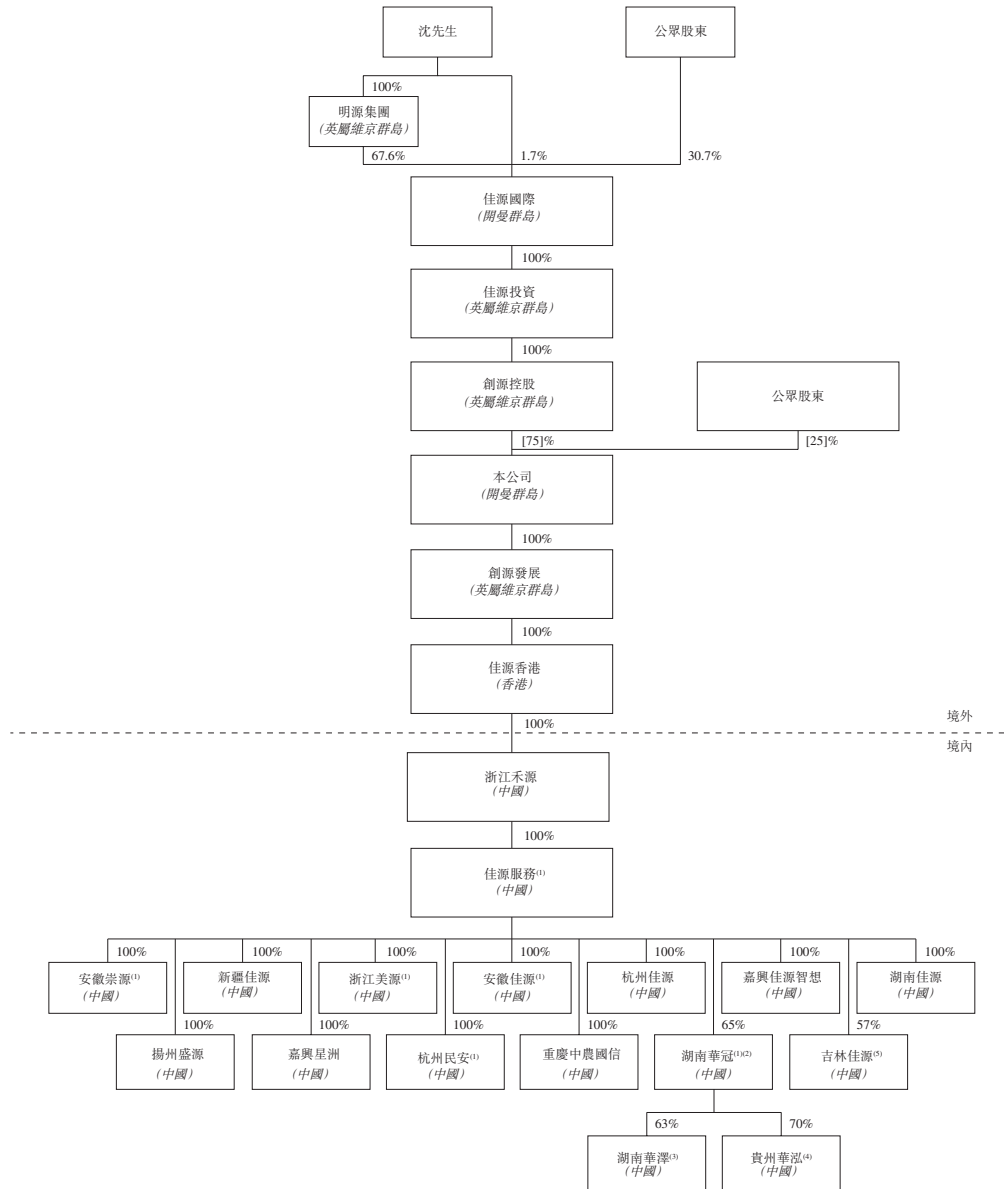 沈先生
公眾股東
100%
明源集團
(英屬維京群島)
67.6%
1.7%
30.7%
佳源國際
(開曼群島)
100%
佳源投資
(英屬維京群島)
100%
創源控股
(英屬維京群島)
公眾股東
[75]%
[25]%
本公司
(開曼群島)
100%
創源發展
(英屬維京群島)
100%
佳源香港
(香港)
境外
100%
境內
浙江禾源
(中國)
100%
佳源服務(1)
(中國)
100%
100%
100%
100%
100%
100%
100%
安徽崇源(1)
(中國)
新疆佳源
(中國)
浙江美源(1)
(中國)
安徽佳源(1)
(中國)
杭州佳源
(中國)
嘉興佳源智想
(中國)
湖南佳源
(中國)
100%
100%
100%
100%
65%
57%
揚州盛源
(中國)
嘉興星洲
(中國)
杭州民安(1)
(中國)
重慶中農國信
(中國)
湖南華冠(1)(2)
(中國)
吉林佳源(5)
(中國)
63%
70%
湖南華澤(3)
(中國)
貴州華泓(4)
(中國)